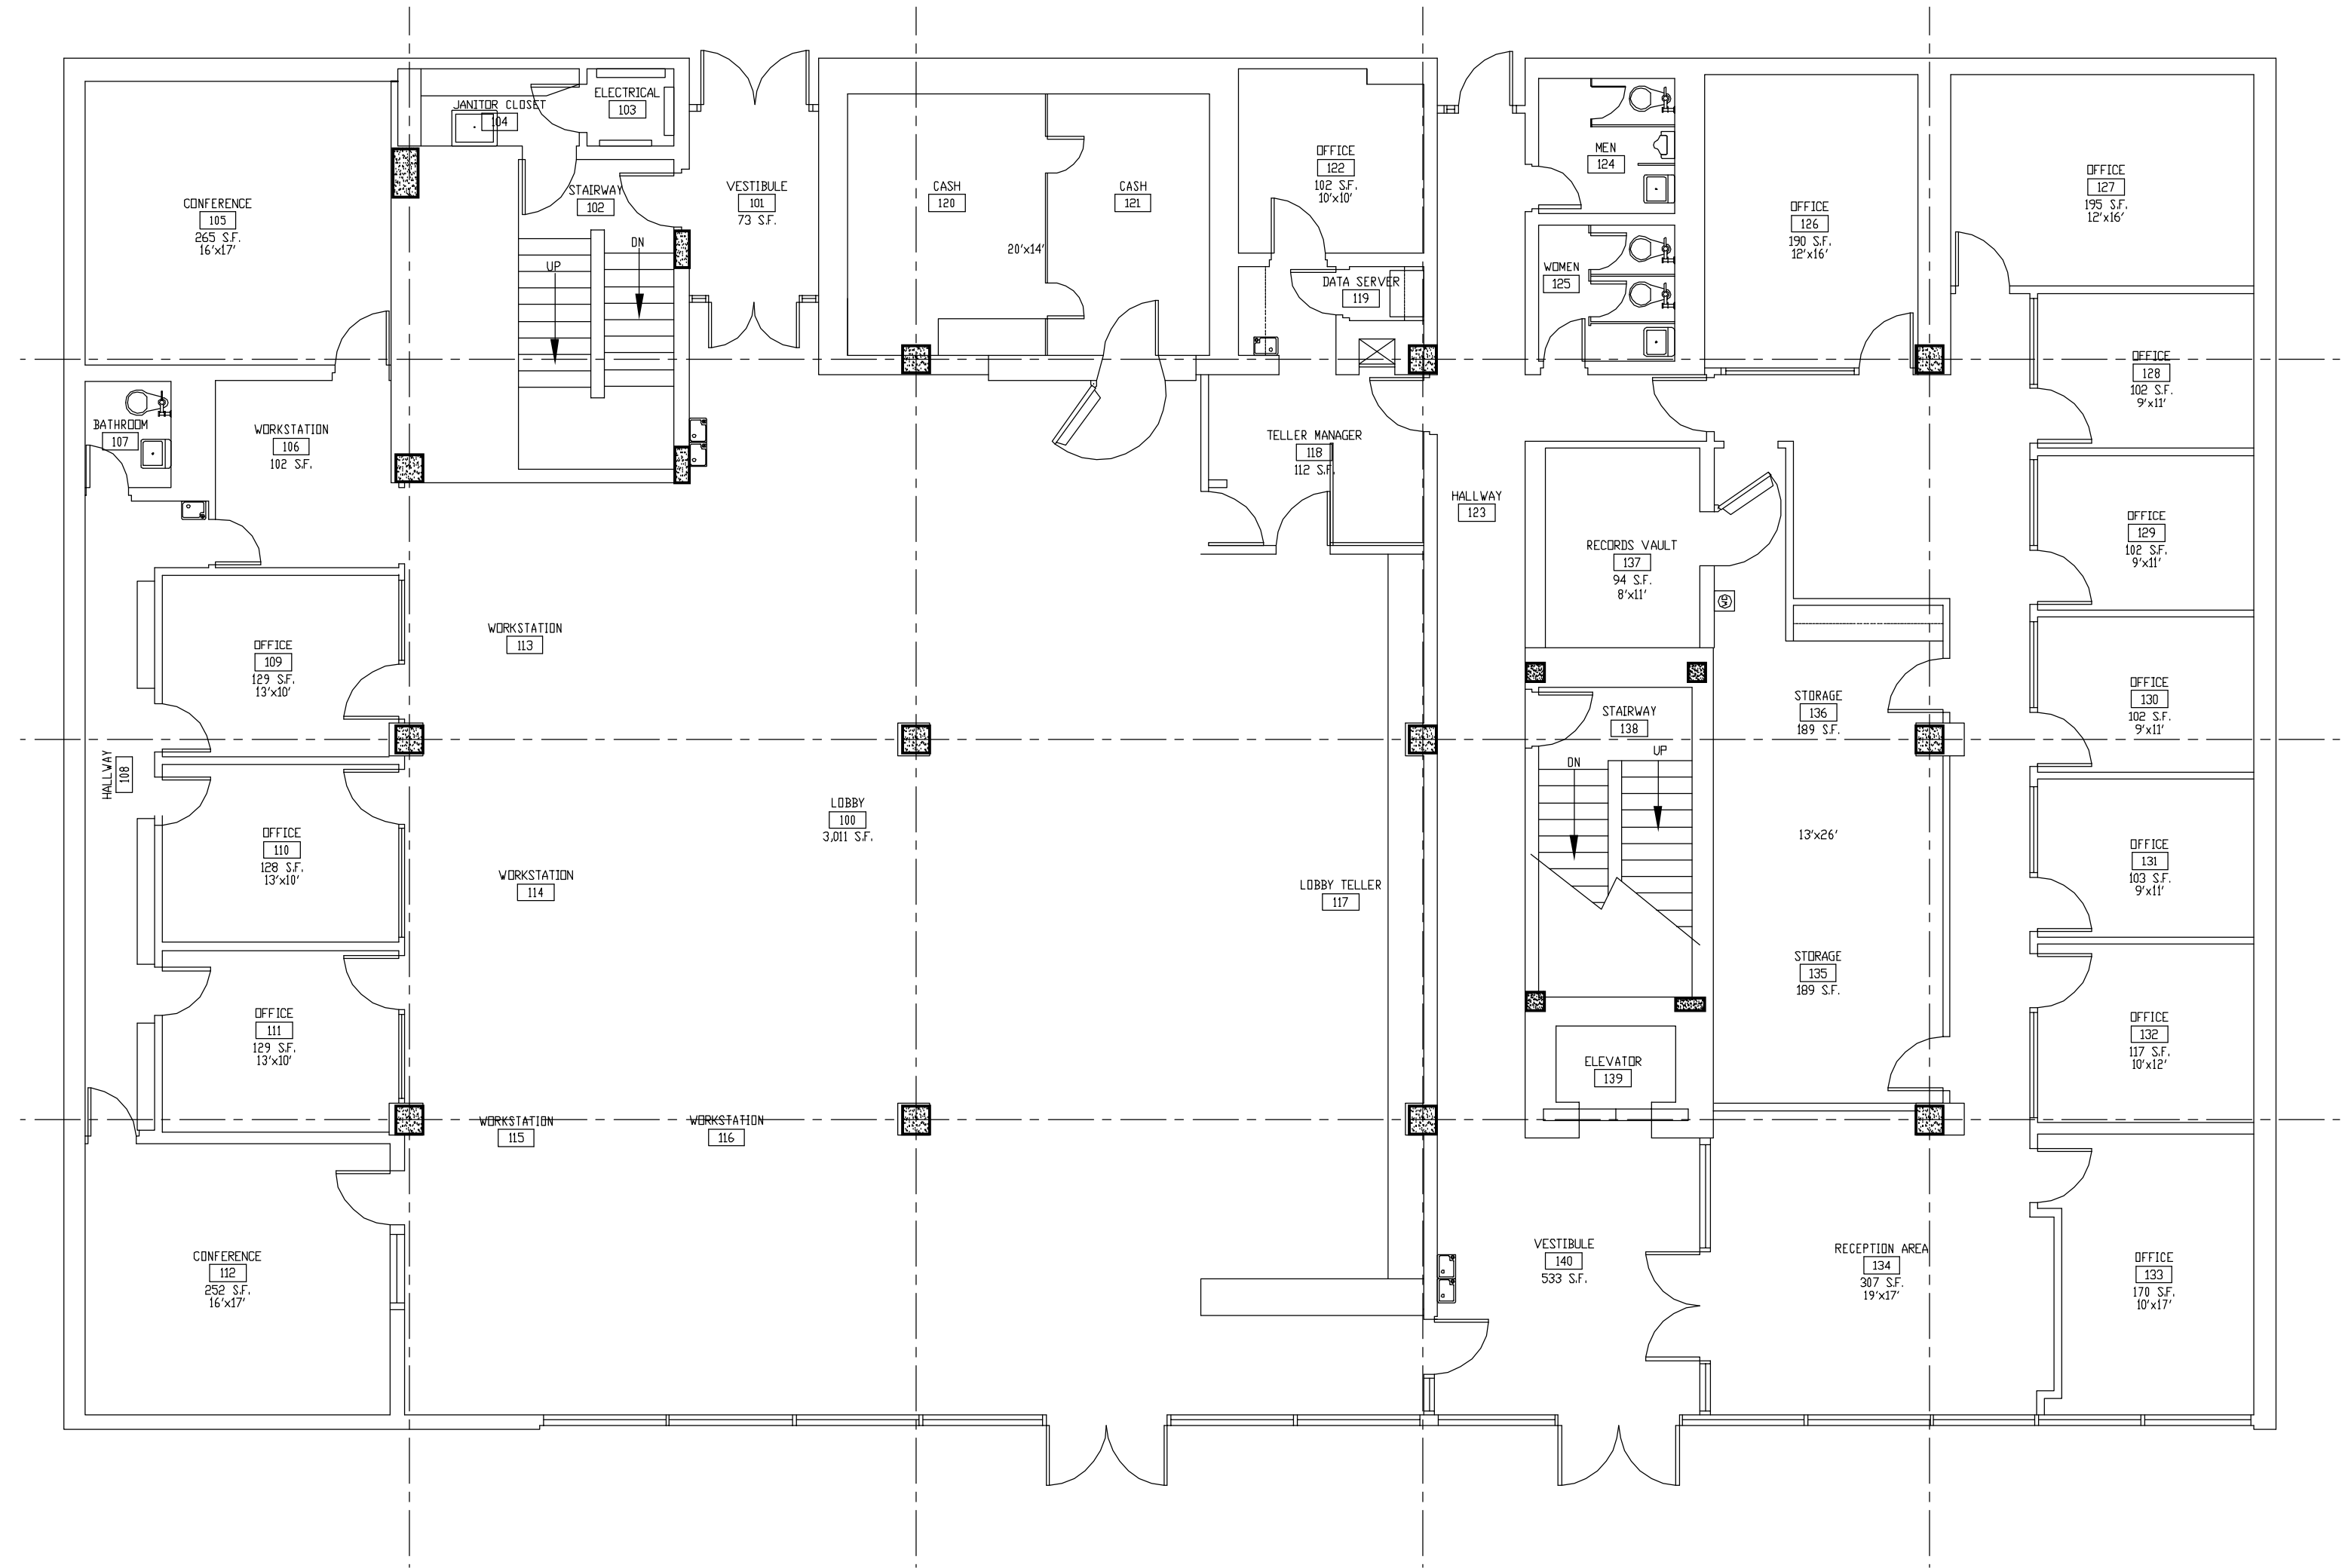 CONFERENCE
105
265 S.F.
16'x17'
JANITOR CLOSET
104
ELECTRICAL
103
STAIRWAY
102
UP
DN
VESTIBULE
101
73 S.F.
CASH
120
CASH
121
20'x14'
OFFICE
122
102 S.F.
10'x10'
DATA SERVER
119
MEN
124
WOMEN
125
OFFICE
126
190 S.F.
12'x16'
OFFICE
127
195 S.F.
12'x16'
BATHROOM
107
WORKSTATION
106
102 S.F.
TELLER MANAGER
118
112 S.F.
HALLWAY
123
RECORDS VAULT
137
94 S.F.
8'x11'
OFFICE
128
102 S.F.
9'x11'
OFFICE
129
102 S.F.
9'x11'
OFFICE
109
129 S.F.
13'x10'
WORKSTATION
113
STAIRWAY
138
DN
UP
STORAGE
136
189 S.F.
OFFICE
130
102 S.F.
9'x11'
HALLWAY
108
OFFICE
110
128 S.F.
13'x10'
WORKSTATION
114
LOBBY
100
3,011 S.F.
LOBBY TELLER
117
13'x26'
OFFICE
131
103 S.F.
9'x11'
OFFICE
111
129 S.F.
13'x10'
STORAGE
135
189 S.F.
OFFICE
132
117 S.F.
10'x12'
WORKSTATION
115
WORKSTATION
116
ELEVATOR
139
CONFERENCE
112
252 S.F.
16'x17'
VESTIBULE
140
533 S.F.
RECEPTION AREA
134
307 S.F.
19'x17'
OFFICE
133
170 S.F.
10'x17'